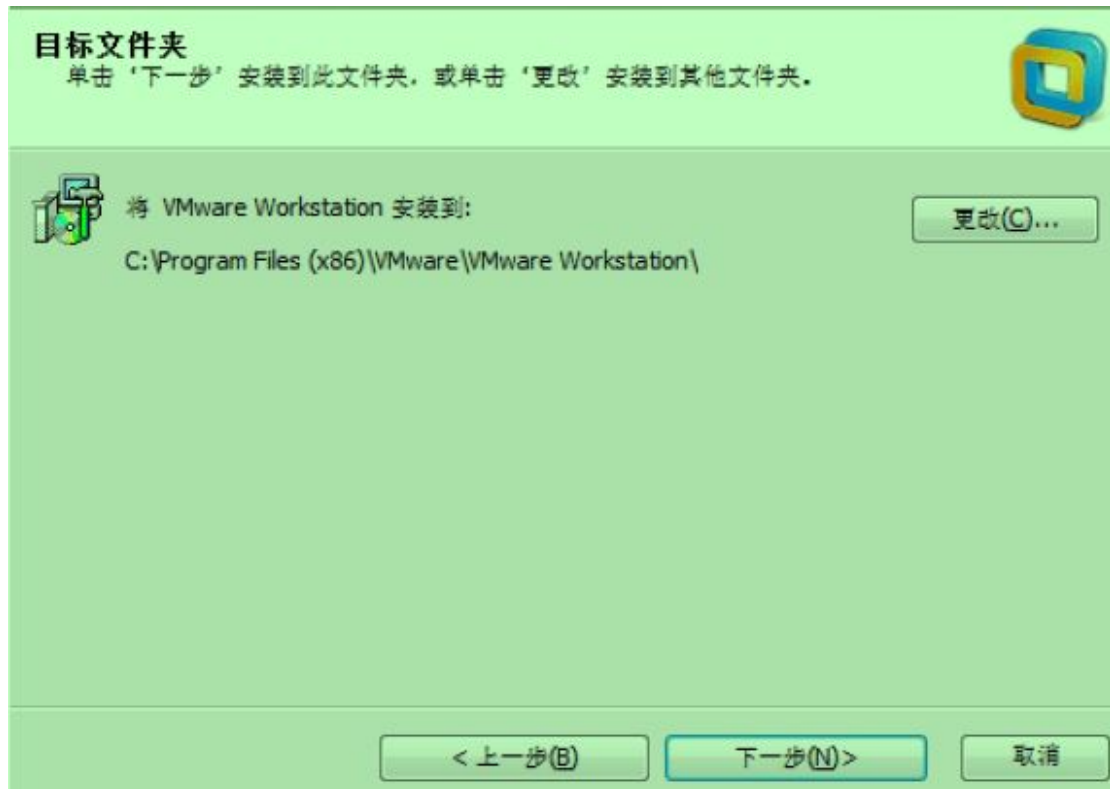 目标文件夹
单击‘下一步’安装到此文件夹．或单击‘更改’安装到其他文件夹．
将 VMware Workstation 安装到:
更改(C)...
C:\Program Files (x86)\VMware\VMware Workstation\
< 上一步(B)
下一步(N)>
取消